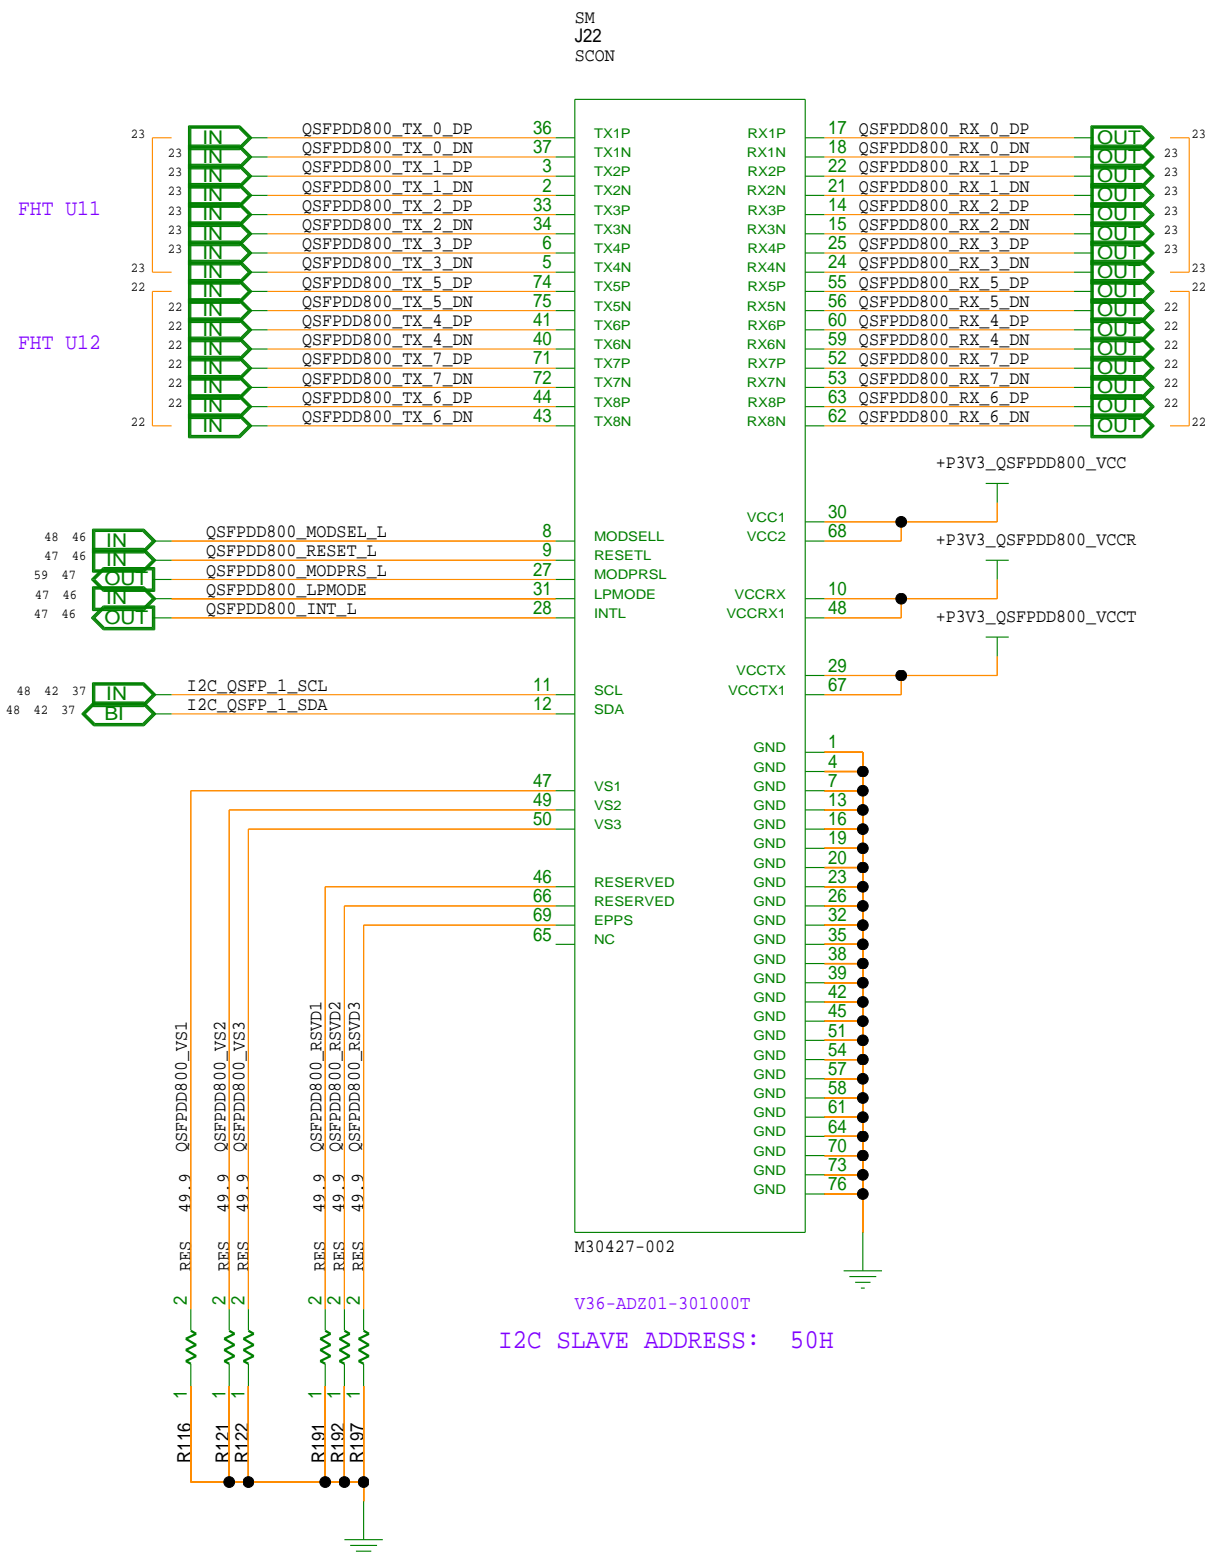 SM
J22
SCON
23 IN QSFPDD800_TX_0_DP 36 TX1P RX1P 17 QSFPDD800_RX_0_DP OUT 23
23 IN QSFPDD800_TX_0_DN 37 TX1N RX1N 18 QSFPDD800_RX_0_DN OUT 23
23 IN QSFPDD800_TX_1_DP 3 TX2P RX2P 22 QSFPDD800_RX_1_DP OUT 23
23 IN QSFPDD800_TX_1_DN 2 TX2N RX2N 21 QSFPDD800_RX_1_DN OUT 23
FHT U11
23 IN QSFPDD800_TX_2_DP 33 TX3P RX3P 14 QSFPDD800_RX_2_DP OUT 23
23 IN QSFPDD800_TX_2_DN 34 TX3N RX3N 15 QSFPDD800_RX_2_DN OUT 23
23 IN QSFPDD800_TX_3_DP 6 TX4P RX4P 25 QSFPDD800_RX_3_DP OUT 23
23 IN QSFPDD800_TX_3_DN 5 TX4N RX4N 24 QSFPDD800_RX_3_DN OUT 23
22 IN QSFPDD800_TX_5_DP 74 TX5P RX5P 55 QSFPDD800_RX_5_DP OUT 22
22 IN QSFPDD800_TX_5_DN 75 TX5N RX5N 56 QSFPDD800_RX_5_DN OUT 22
22 IN QSFPDD800_TX_4_DP 41 TX6P RX6P 60 QSFPDD800_RX_4_DP OUT 22
FHT U12
22 IN QSFPDD800_TX_4_DN 40 TX6N RX6N 59 QSFPDD800_RX_4_DN OUT 22
22 IN QSFPDD800_TX_7_DP 71 TX7P RX7P 52 QSFPDD800_RX_7_DP OUT 22
22 IN QSFPDD800_TX_7_DN 72 TX7N RX7N 53 QSFPDD800_RX_7_DN OUT 22
22 IN QSFPDD800_TX_6_DP 44 TX8P RX8P 63 QSFPDD800_RX_6_DP OUT 22
22 IN QSFPDD800_TX_6_DN 43 TX8N RX8N 62 QSFPDD800_RX_6_DN OUT 22
+P3V3_QSFPDD800_VCC
VCC1 30
48 46 IN QSFPDD800_MODSEL_L 8 MODSELL VCC2 68
+P3V3_QSFPDD800_VCCR
47 46 IN QSFPDD800_RESET_L 9 RESETL
59 47 OUT QSFPDD800_MODPRS_L 27 MODPRSL
47 46 IN QSFPDD800_LPMODE 31 LPMODE VCCRX 10
47 46 OUT QSFPDD800_INT_L 28 INTL VCCRX1 48
+P3V3_QSFPDD800_VCCT
VCCTX 29
48 42 37 IN I2C_QSFP_1_SCL 11 SCL VCCTX1 67
48 42 37 BI I2C_QSFP_1_SDA 12 SDA
GND 1
GND 4
47 VS1 GND 7
49 VS2 GND 13
50 VS3 GND 16
GND 19
GND 20
46 RESERVED GND 23
66 RESERVED GND 26
69 EPPS GND 32
65 NC GND 35
GND 38
GND 39
GND 42
GND 45
GND 51
GND 54
GND 57
GND 58
GND 61
GND 64
GND 70
GND 73
GND 76
R116 1 2 RES 49.9 QSFPDD800_VS1
R121 1 2 RES 49.9 QSFPDD800_VS2
R122 1 2 RES 49.9 QSFPDD800_VS3
R191 1 2 RES 49.9 QSFPDD800_RSVD1
R192 1 2 RES 49.9 QSFPDD800_RSVD2
R197 1 2 RES 49.9 QSFPDD800_RSVD3
M30427-002
V36-ADZ01-301000T
I2C SLAVE ADDRESS: 50H